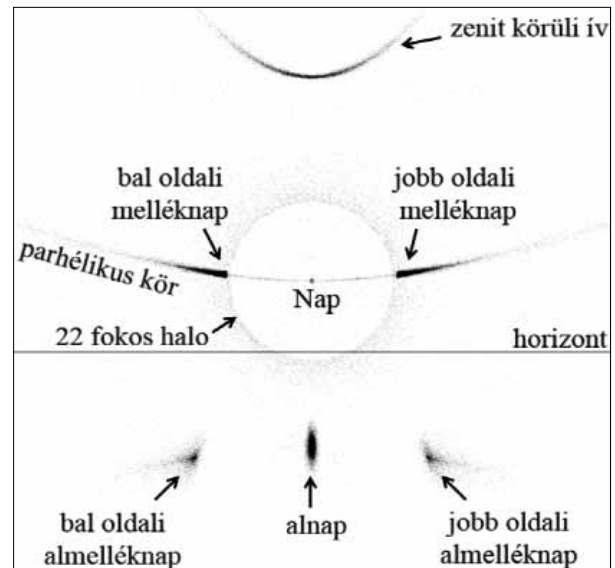 zenit körüli ív
bal oldali
melléknap
jobb oldali
melléknap
parhélikus kör
Nap
22 fokos halo
horizont
bal oldali
almelléknap
alnap
jobb oldali
almelléknap